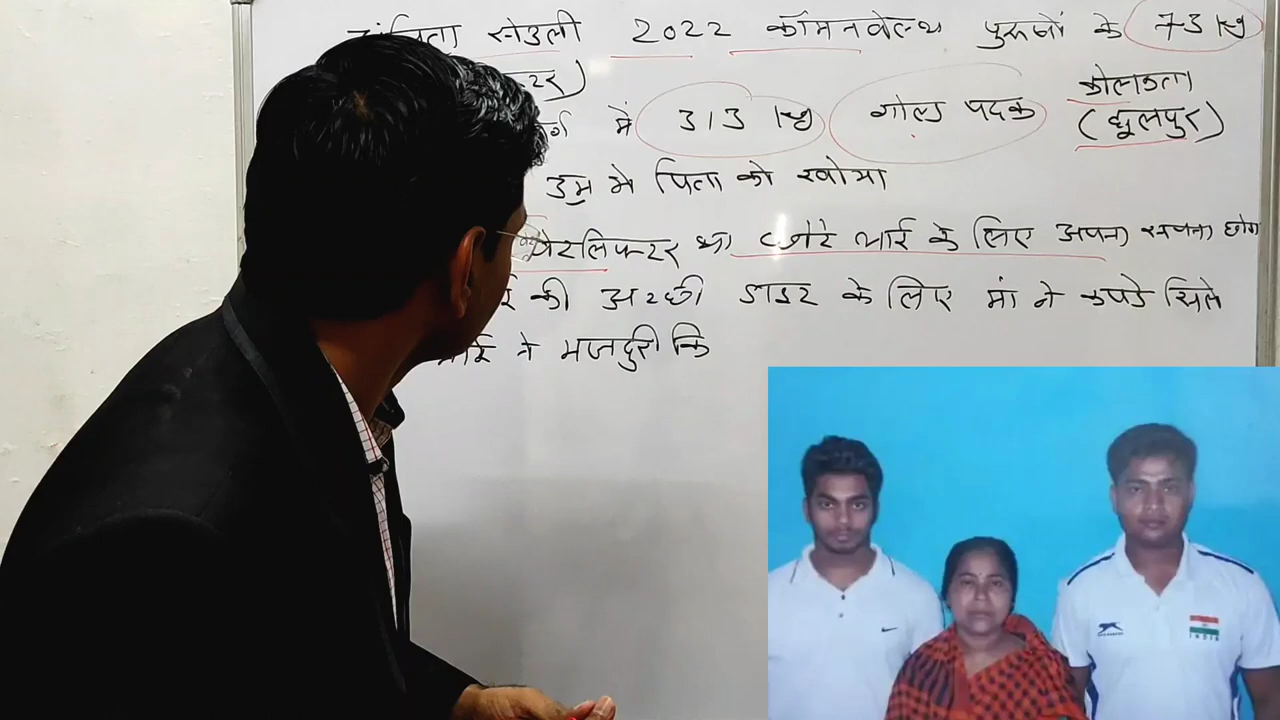 सेउली 2022 कॉमनवेल्थ पुरूषों के 73 kg
में 313 kg गोल्ड पदक कोलकता
(धूलपुर)
उम्र मे पिता को खोया
वेटलिफ्टर था छोटे भाई के लिए अपना सपना छोडा
की अच्छी डाइट के लिए मां ने कपडे सिले
भाई ने मजदुरी कि
INDIA